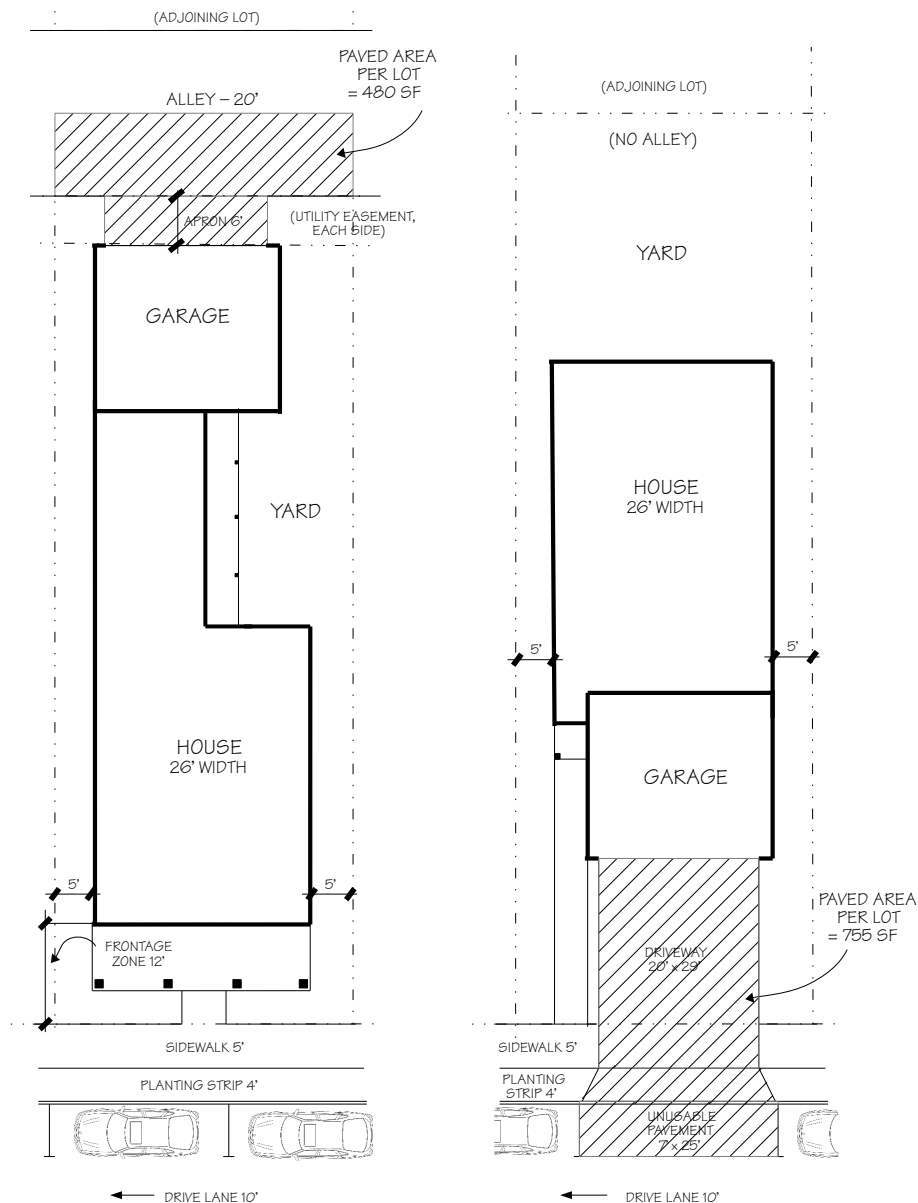 (ADJOINING LOT)
PAVED AREA
PER LOT
= 480 SF
ALLEY – 20'
APRON 6'
(UTILITY EASEMENT,
EACH SIDE)
GARAGE
YARD
HOUSE
26' WIDTH
5'
5'
FRONTAGE
ZONE 12'
SIDEWALK 5'
PLANTING STRIP 4'
DRIVE LANE 10'
(ADJOINING LOT)
(NO ALLEY)
YARD
HOUSE
26' WIDTH
5'
5'
GARAGE
PAVED AREA
PER LOT
= 755 SF
DRIVEWAY
20' x 29'
SIDEWALK 5'
PLANTING
STRIP 4'
UNUSABLE
PAVEMENT
7' x 25'
DRIVE LANE 10'